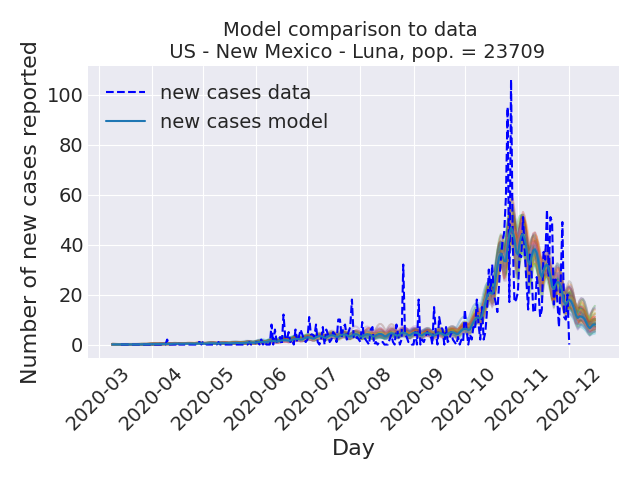 Model comparison to data
US - New Mexico - Luna, pop. = 23709
Number of new cases reported
100
80
60
40
20
0
new cases data
new cases model
2020-03
2020-04
2020-05
2020-06
2020-07
2020-08
2020-09
2020-10
2020-11
2020-12
Day